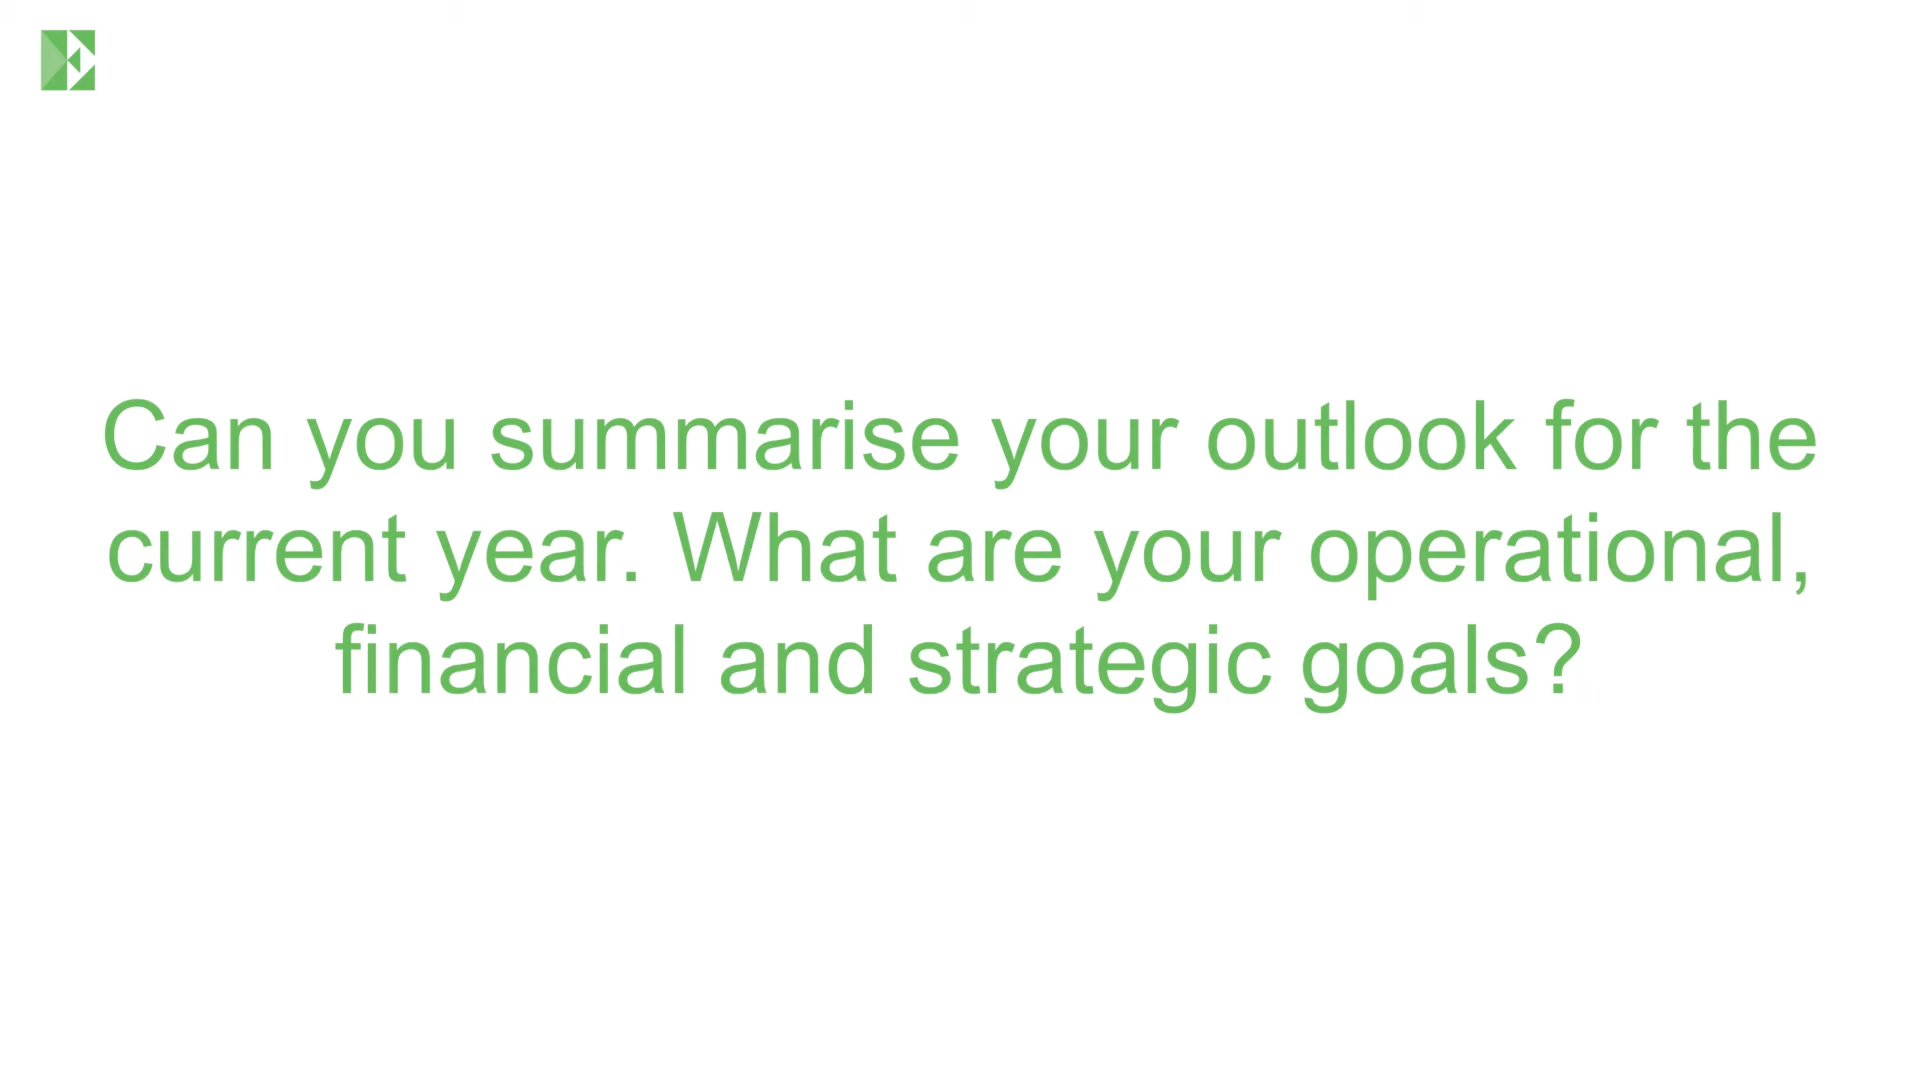 Can you summarise your outlook for the
current year. What are your operational,
financial and strategic goals?